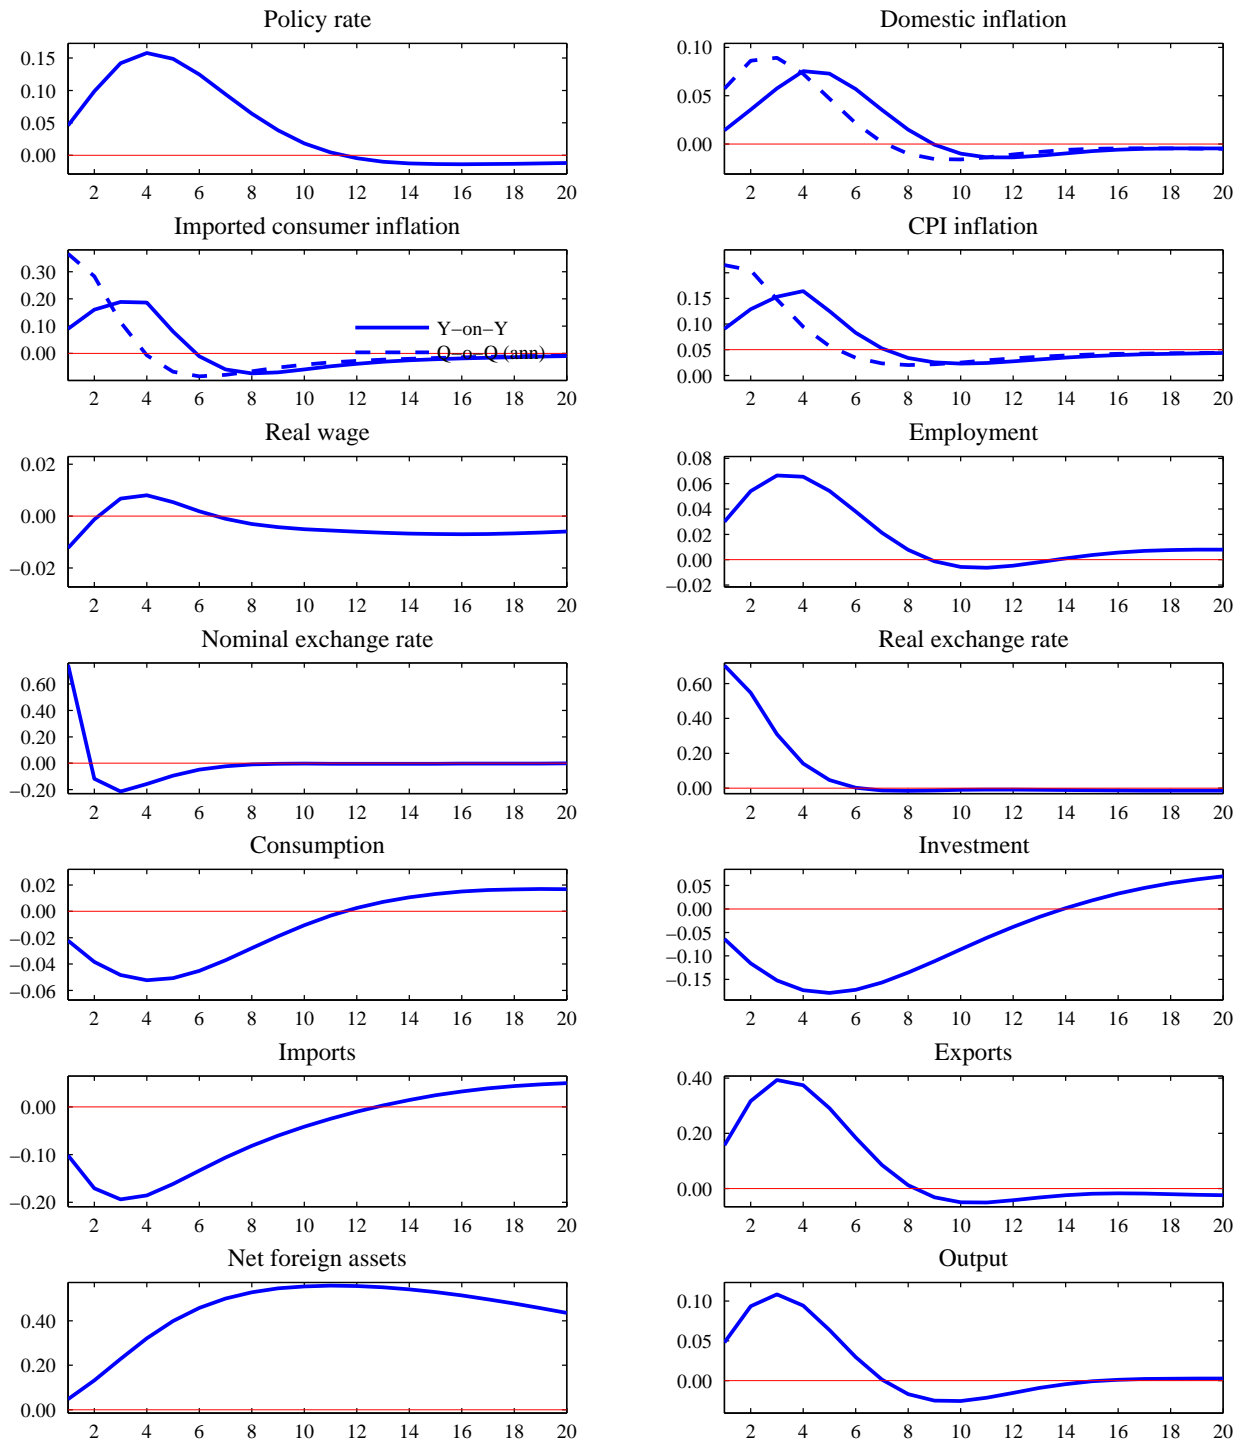 Policy rate
0.15
0.10
0.05
0.00
2 4 6 8 10 12 14 16 18 20
Domestic inflation
0.10
0.05
0.00
2 4 6 8 10 12 14 16 18 20
Imported consumer inflation
0.30
0.20
0.10
0.00
Y−on−Y
Q−o−Q (ann)
2 4 6 8 10 12 14 16 18 20
CPI inflation
0.15
0.10
0.05
0.00
2 4 6 8 10 12 14 16 18 20
Real wage
0.02
0.00
−0.02
2 4 6 8 10 12 14 16 18 20
Employment
0.08
0.06
0.04
0.02
0.00
−0.02
2 4 6 8 10 12 14 16 18 20
Nominal exchange rate
0.60
0.40
0.20
0.00
−0.20
2 4 6 8 10 12 14 16 18 20
Real exchange rate
0.60
0.40
0.20
0.00
2 4 6 8 10 12 14 16 18 20
Consumption
0.02
0.00
−0.02
−0.04
−0.06
2 4 6 8 10 12 14 16 18 20
Investment
0.05
0.00
−0.05
−0.10
−0.15
2 4 6 8 10 12 14 16 18 20
Imports
0.00
−0.10
−0.20
2 4 6 8 10 12 14 16 18 20
Exports
0.40
0.20
0.00
2 4 6 8 10 12 14 16 18 20
Net foreign assets
0.40
0.20
0.00
2 4 6 8 10 12 14 16 18 20
Output
0.10
0.05
0.00
2 4 6 8 10 12 14 16 18 20